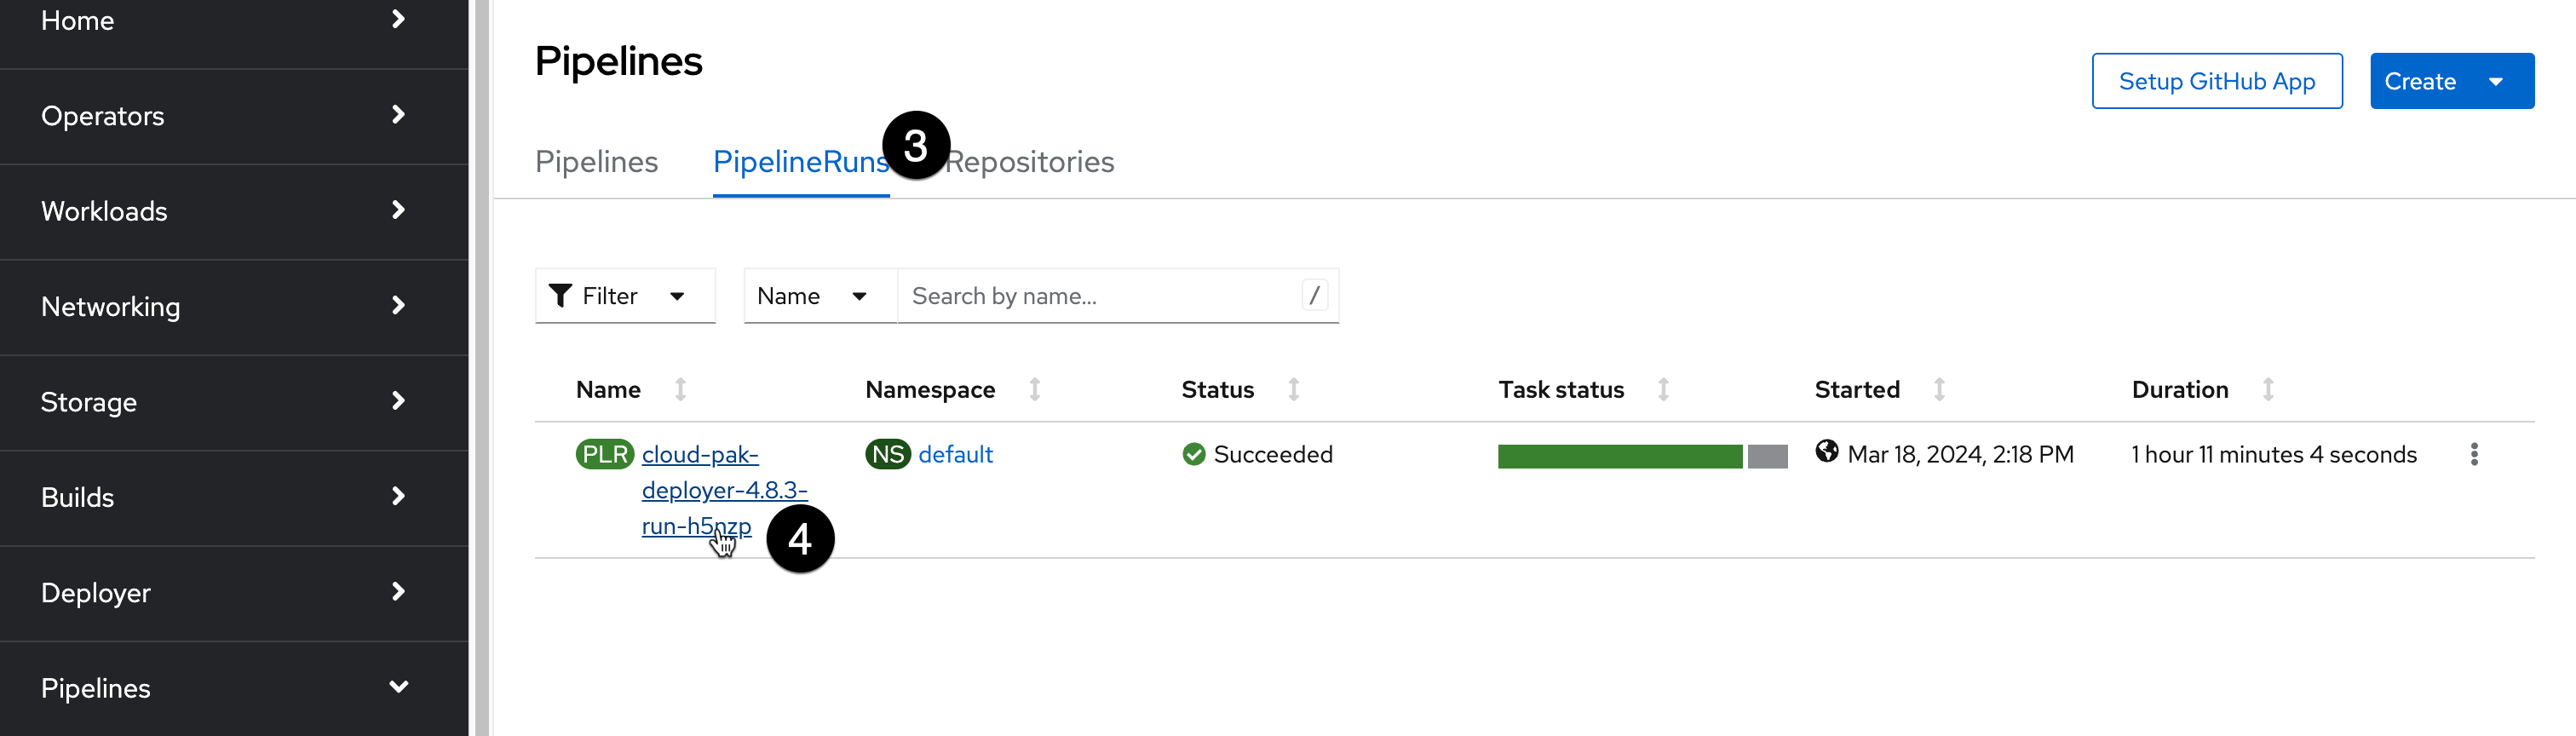 Home
Operators
Workloads
Networking
Storage
Builds
Deployer
Pipelines
Pipelines
Setup GitHub App
Create
Pipelines PipelineRuns 3 Repositories
Filter Name Search by name... /
Name Namespace Status Task status Started Duration
PLR cloud-pak- NS default Succeeded Mar 18, 2024, 2:18 PM 1 hour 11 minutes 4 seconds
deployer-4.8.3-
run-h5nzp 4